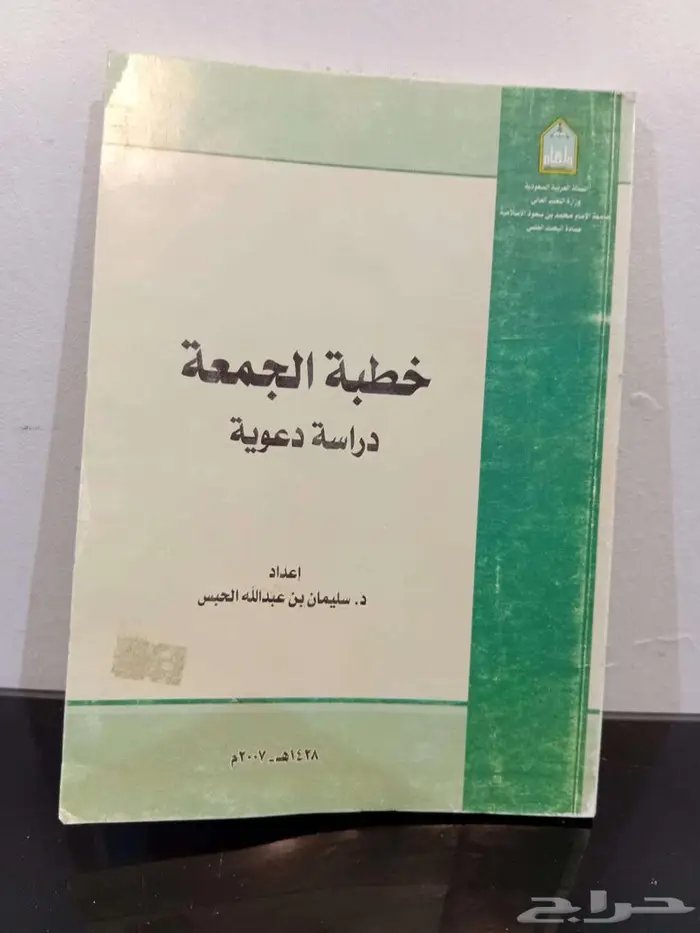 المملكة العربية السعودية
وزارة التعليم العالي
جامعة الإمام محمد بن سعود الإسلامية
عمادة البحث العلمي
خطبة الجمعة
دراسة دعوية
إعداد
د. سليمان بن عبدالله الحبس
١٤٢٨هـ - ٢٠٠٧م
حراج